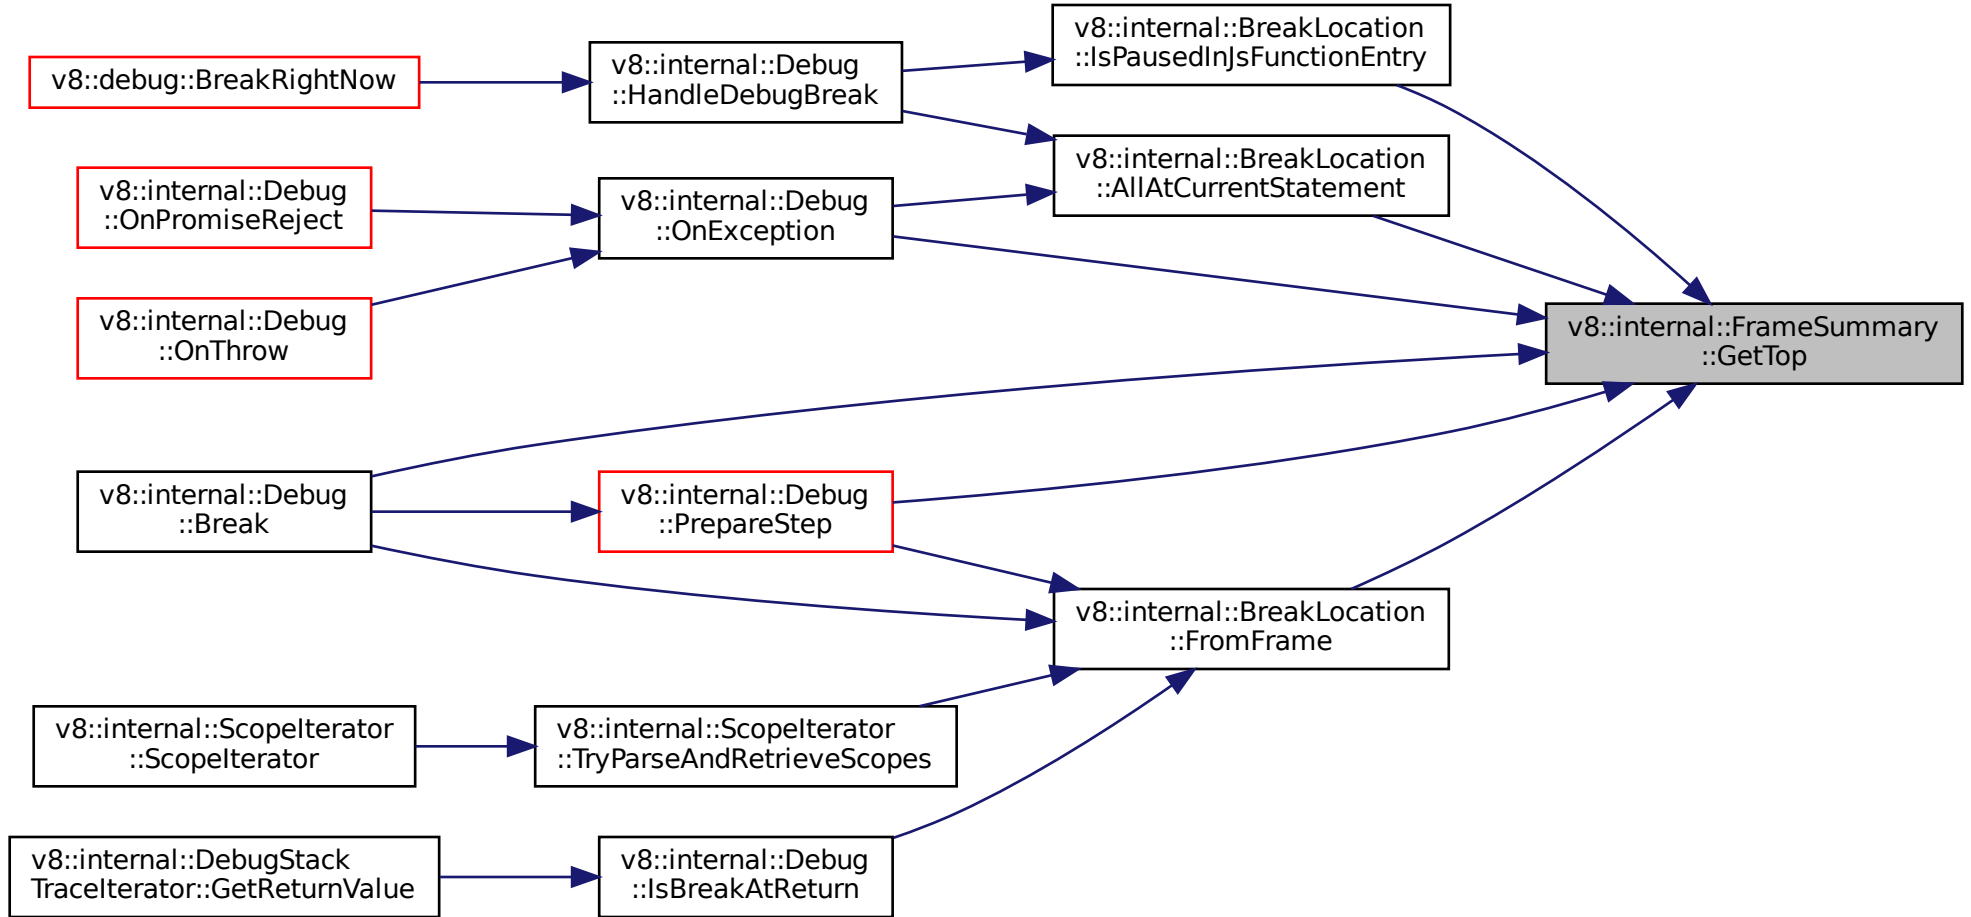 v8::internal::BreakLocation
::IsPausedInJsFunctionEntry
v8::debug::BreakRightNow
v8::internal::Debug
::HandleDebugBreak
v8::internal::BreakLocation
::AllAtCurrentStatement
v8::internal::Debug
::OnPromiseReject
v8::internal::Debug
::OnException
v8::internal::Debug
::OnThrow
v8::internal::FrameSummary
::GetTop
v8::internal::Debug
::Break
v8::internal::Debug
::PrepareStep
v8::internal::BreakLocation
::FromFrame
v8::internal::ScopeIterator
::ScopeIterator
v8::internal::ScopeIterator
::TryParseAndRetrieveScopes
v8::internal::DebugStack
TraceIterator::GetReturnValue
v8::internal::Debug
::IsBreakAtReturn